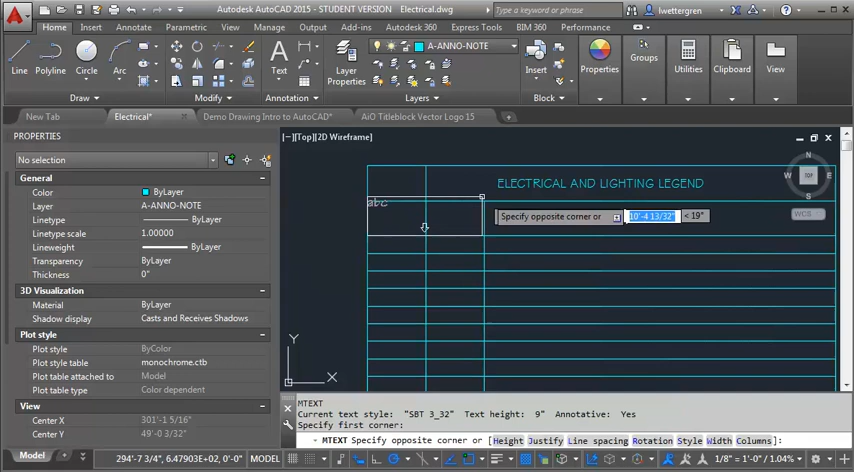 Autodesk AutoCAD 2015 - STUDENT VERSION Electrical.dwg
Type a keyword or phrase
lwettergren
Home Insert Annotate Parametric View Manage Output Add-ins Autodesk 360 Express Tools BIM 360 Performance
A-ANNO-NOTE
Line Polyline Circle Arc Text Layer Properties Insert Properties Groups Utilities Clipboard View
Draw Modify Annotation Layers Block
New Tab Electrical* Demo Drawing Intro to AutoCAD* AiO Titleblock Vector Logo 15
PROPERTIES
No selection
General
Color ByLayer
Layer A-ANNO-NOTE
Linetype ByLayer
Linetype scale 1.00000
Lineweight ByLayer
Transparency ByLayer
Thickness 0"
3D Visualization
Material ByLayer
Shadow display Casts and Receives Shadows
Plot style
Plot style ByColor
Plot style table monochrome.ctb
Plot table attached to Model
Plot table type Color dependent
View
Center X 301'-1 5/16"
Center Y 49'-0 3/32"
[−][Top][2D Wireframe]
N
W TOP E
S
WCS
ELECTRICAL AND LIGHTING LEGEND
abc
Specify opposite corner or 10'-4 13/32" < 19"
Y
X
MTEXT
Current text style: "SBT 3_32" Text height: 9" Annotative: Yes
Specify first corner:
MTEXT Specify opposite corner or [Height Justify Line spacing Rotation Style Width Columns]:
Model
294'-7 3/4", 6.47903E+02, 0'-0" MODEL 1/8" = 1'-0" / 1.04%